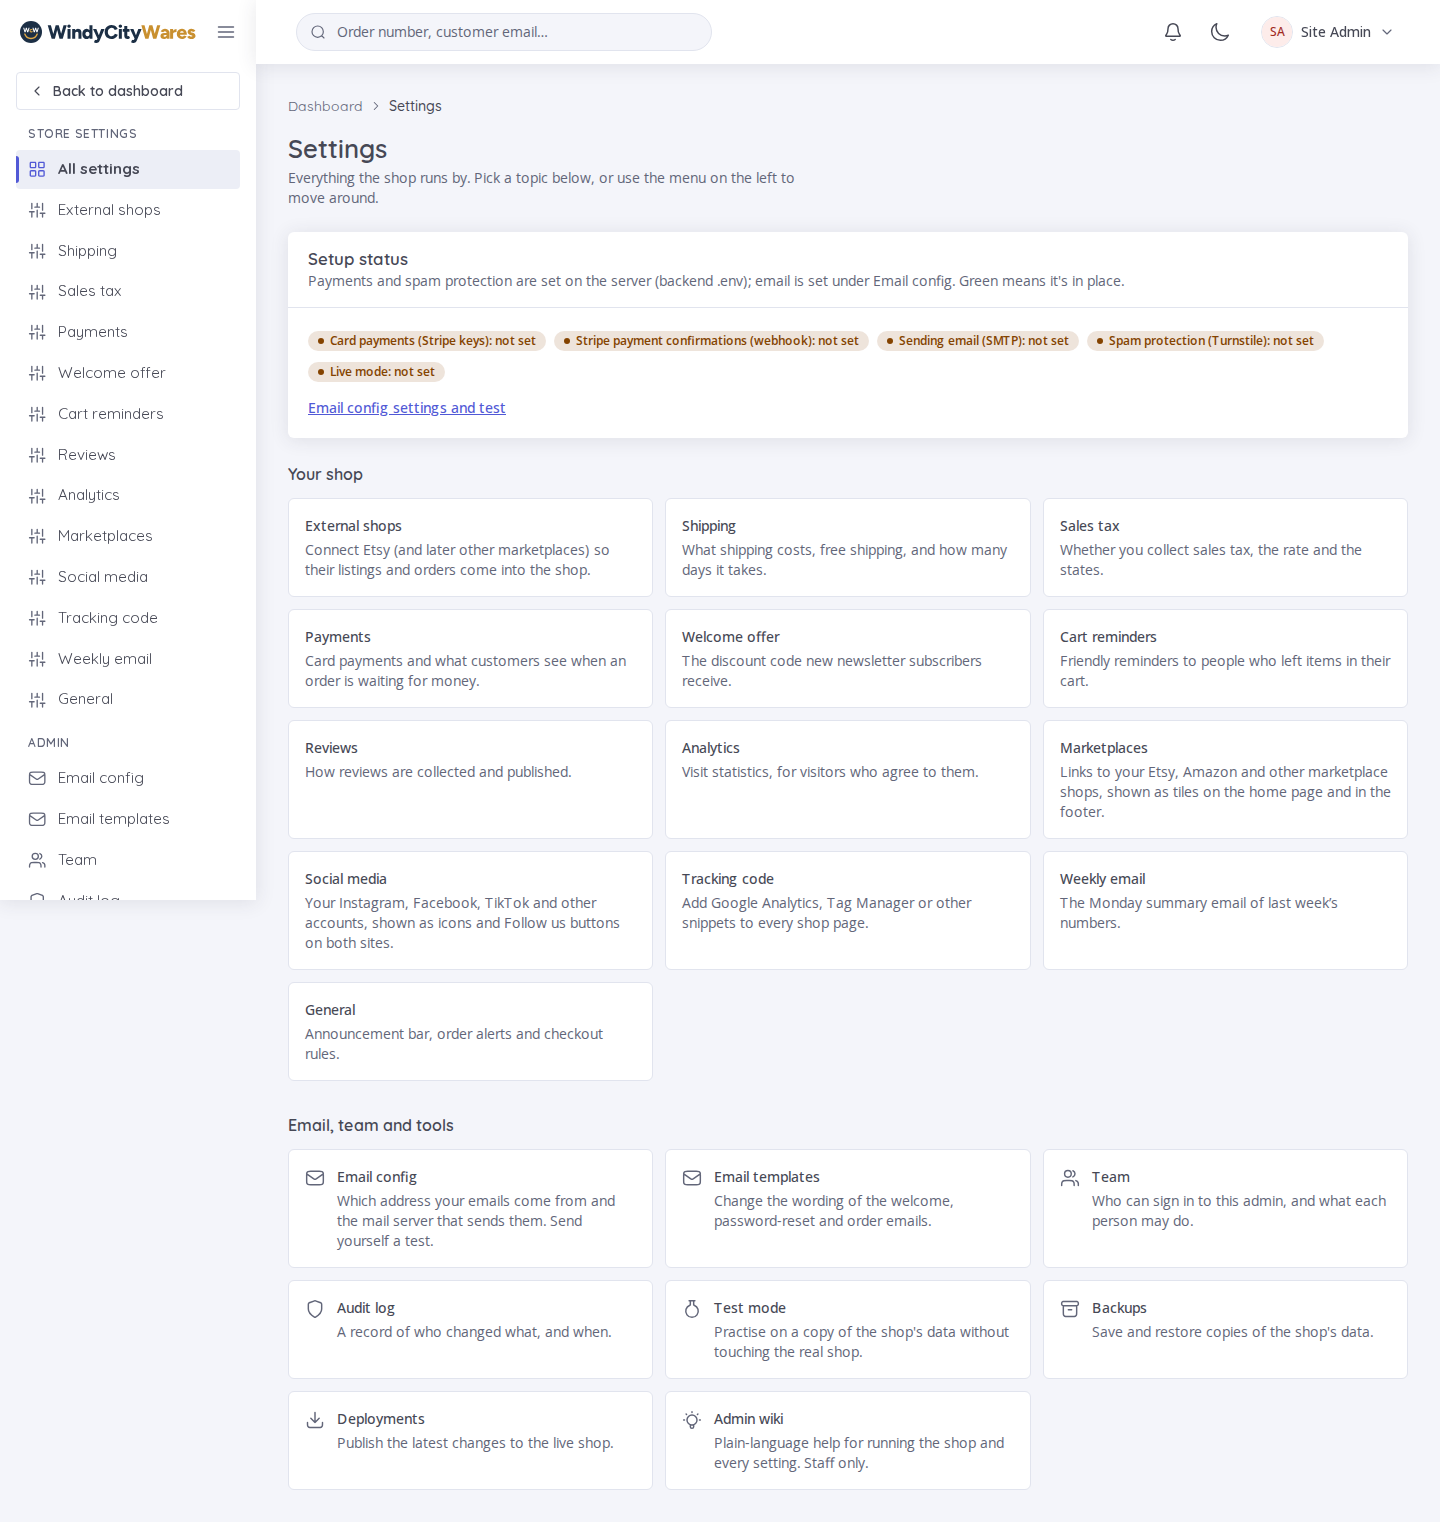 WCW WindyCityWares
Order number, customer email...
SA Site Admin
Back to dashboard
STORE SETTINGS
All settings
External shops
Shipping
Sales tax
Payments
Welcome offer
Cart reminders
Reviews
Analytics
Marketplaces
Social media
Tracking code
Weekly email
General
ADMIN
Email config
Email templates
Team
Audit log
Dashboard > Settings
Settings
Everything the shop runs by. Pick a topic below, or use the menu on the left to
move around.
Setup status
Payments and spam protection are set on the server (backend .env); email is set under Email config. Green means it's in place.
Card payments (Stripe keys): not set
Stripe payment confirmations (webhook): not set
Sending email (SMTP): not set
Spam protection (Turnstile): not set
Live mode: not set
Email config settings and test
Your shop
External shops
Connect Etsy (and later other marketplaces) so
their listings and orders come into the shop.
Shipping
What shipping costs, free shipping, and how many
days it takes.
Sales tax
Whether you collect sales tax, the rate and the
states.
Payments
Card payments and what customers see when an
order is waiting for money.
Welcome offer
The discount code new newsletter subscribers
receive.
Cart reminders
Friendly reminders to people who left items in their
cart.
Reviews
How reviews are collected and published.
Analytics
Visit statistics, for visitors who agree to them.
Marketplaces
Links to your Etsy, Amazon and other marketplace
shops, shown as tiles on the home page and in the
footer.
Social media
Your Instagram, Facebook, TikTok and other
accounts, shown as icons and Follow us buttons
on both sites.
Tracking code
Add Google Analytics, Tag Manager or other
snippets to every shop page.
Weekly email
The Monday summary email of last week’s
numbers.
General
Announcement bar, order alerts and checkout
rules.
Email, team and tools
Email config
Which address your emails come from and
the mail server that sends them. Send
yourself a test.
Email templates
Change the wording of the welcome,
password-reset and order emails.
Team
Who can sign in to this admin, and what each
person may do.
Audit log
A record of who changed what, and when.
Test mode
Practise on a copy of the shop's data without
touching the real shop.
Backups
Save and restore copies of the shop's data.
Deployments
Publish the latest changes to the live shop.
Admin wiki
Plain-language help for running the shop and
every setting. Staff only.